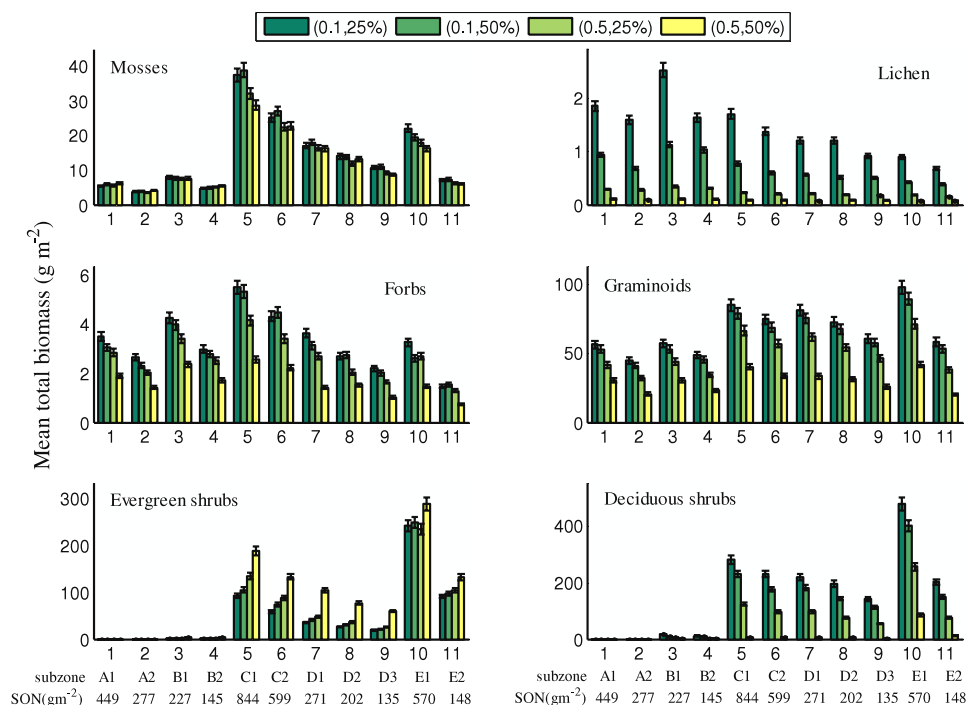 (0.1,25%) (0.1,50%) (0.5,25%) (0.5,50%)
Mean total biomass (g m-2)
Mosses
40
30
20
10
0
1 2 3 4 5 6 7 8 9 10 11
Lichen
2
1
0
1 2 3 4 5 6 7 8 9 10 11
Forbs
6
4
2
0
1 2 3 4 5 6 7 8 9 10 11
Graminoids
100
50
0
1 2 3 4 5 6 7 8 9 10 11
Evergreen shrubs
300
200
100
0
1 2 3 4 5 6 7 8 9 10 11
subzone A1 A2 B1 B2 C1 C2 D1 D2 D3 E1 E2
SON(gm-2) 449 277 227 145 844 599 271 202 135 570 148
Deciduous shrubs
400
200
0
1 2 3 4 5 6 7 8 9 10 11
subzone A1 A2 B1 B2 C1 C2 D1 D2 D3 E1 E2
SON(gm-2) 449 277 227 145 844 599 271 202 135 570 148